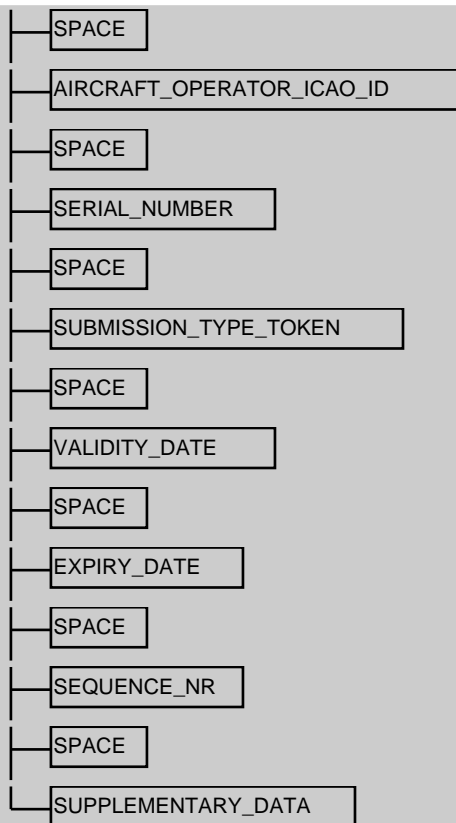 SPACE
AIRCRAFT_OPERATOR_ICAO_ID
SPACE
SERIAL_NUMBER
SPACE
SUBMISSION_TYPE_TOKEN
SPACE
VALIDITY_DATE
SPACE
EXPIRY_DATE
SPACE
SEQUENCE_NR
SPACE
SUPPLEMENTARY_DATA